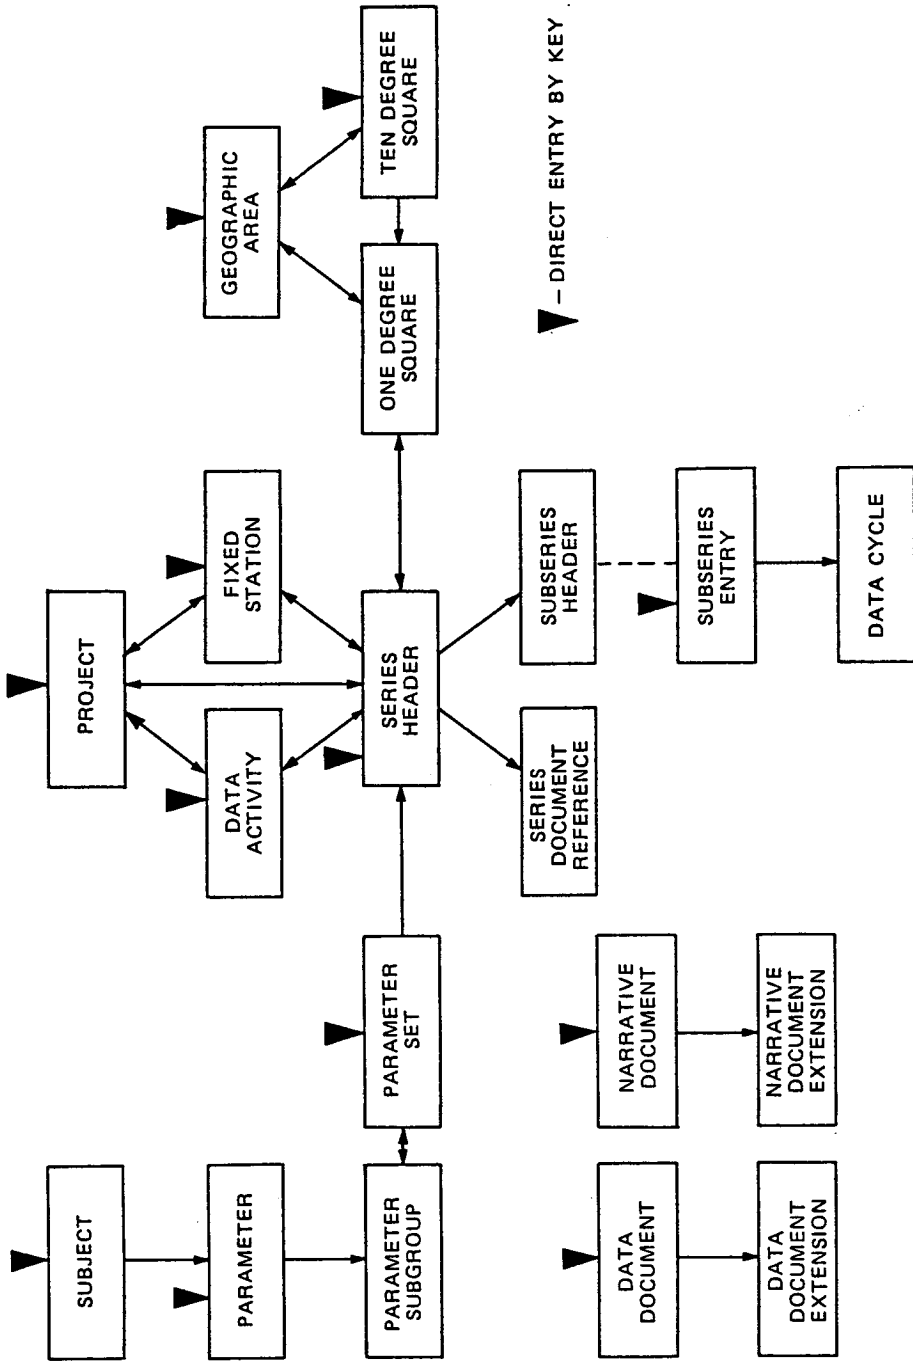 SUBJECT
PARAMETER
PARAMETER
SUBGROUP
PARAMETER
SET
DATA
DOCUMENT
DATA
DOCUMENT
EXTENSION
NARRATIVE
DOCUMENT
NARRATIVE
DOCUMENT
EXTENSION
PROJECT
DATA
ACTIVITY
FIXED
STATION
SERIES
HEADER
SERIES
DOCUMENT
REFERENCE
SUBSERIES
HEADER
SUBSERIES
ENTRY
DATA CYCLE
GEOGRAPHIC
AREA
ONE DEGREE
SQUARE
TEN DEGREE
SQUARE
– DIRECT ENTRY BY KEY